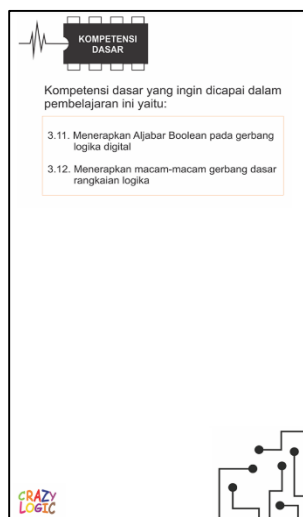 KOMPETENSI
DASAR
Kompetensi dasar yang ingin dicapai dalam
pembelajaran ini yaitu:
3.11. Menerapkan Aljabar Boolean pada gerbang
logika digital
3.12. Menerapkan macam-macam gerbang dasar
rangkaian logika
CRAZY
LOGIC